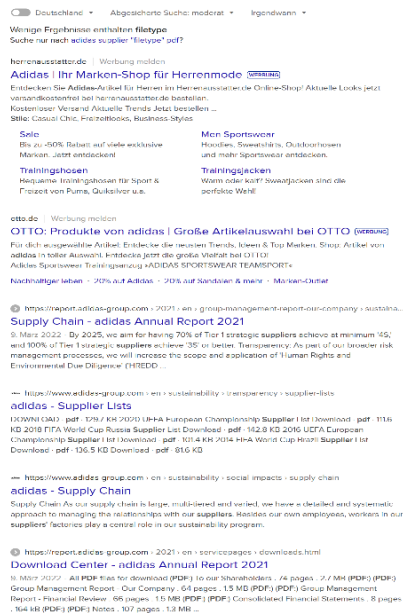 Deutschland Abgesicherte Suche: moderat Irgendwann
Wenige Ergebnisse enthalten filetype
Suche nur nach adidas supplier "filetype" pdf?
herrenausstatter.de | Werbung melden
Adidas | Ihr Marken-Shop für Herrenmode WERBUNG
Entdecken Sie Adidas-Artikel für Herren im Herrenausstatter.de Online-Shop! Aktuelle Looks jetzt
versandkostenfrei bei herrenausstatter.de bestellen.
Kostenloser Versand Aktuelle Trends Jetzt bestellen ...
Stile: Casual Chic, Freizeitlooks, Business-Styles
Sale
Bis zu -50% Rabatt auf viele exklusive
Marken. Jetzt entdecken!
Men Sportswear
Hoodies, Sweatshirts, Outdoorhosen
und mehr Sportswear entdecken.
Trainingshosen
Bequeme Trainingshosen für Sport &
Freizeit von Puma, Quiksilver u.a.
Trainingsjacken
Warm oder kalt? Sweatjacken sind die
perfekte Wahl!
otto.de | Werbung melden
OTTO: Produkte von adidas | Große Artikelauswahl bei OTTO WERBUNG
Für dich ausgewählte Artikel: Entdecke die neusten Trends, Ideen & Top Marken. Shop: Artikel von
adidas in toller Auswahl. Entdecke jetzt die große Vielfalt bei OTTO!
Adidas Sportswear Trainingsanzug »ADIDAS SPORTSWEAR TEAMSPORT«
Nachhaltiger leben · 20% auf Adidas · 20% auf Sandalen & mehr · Marken-Outlet
https://report.adidas-group.com › 2021 › en › group-management-report-our-company › sustaina...
Supply Chain - adidas Annual Report 2021
9. März 2022 · By 2025, we aim for having 70% of Tier 1 strategic suppliers achieve at minimum '4S,'
and 100% of Tier 1 strategic suppliers achieve '3S' or better. Transparency: As part of our broader risk
management processes, we will increase the scope and application of 'Human Rights and
Environmental Due Diligence' ('HREDD ...
https://www.adidas-group.com › en › sustainability › transparency › supplier-lists
adidas - Supplier Lists
DOWNLOAD · pdf · 129.7 KB 2020 UEFA European Championship Supplier List Download · pdf · 111.6
KB 2018 FIFA World Cup Russia Supplier List Download · pdf · 142.8 KB 2016 UEFA European
Championship Supplier List Download · pdf · 101.4 KB 2014 FIFA World Cup Brazil Supplier List
Download · pdf · 136.5 KB Download · pdf · 81.6 KB
https://www.adidas-group.com › en › sustainability › social-impacts › supply-chain
adidas - Supply Chain
Supply Chain As our supply chain is large, multi-tiered and varied, we have a detailed and systematic
approach to managing the relationships with our suppliers. Besides our own employees, workers in our
suppliers' factories play a central role in our sustainability program.
https://report.adidas-group.com › 2021 › en › servicepages › downloads.html
Download Center - adidas Annual Report 2021
9. März 2022 · All PDF files for download (PDF:) To our Shareholders . 74 pages . 2.7 MB (PDF:) (PDF:)
Group Management Report - Our Company . 64 pages . 1.5 MB (PDF:) (PDF:) Group Management
Report - Financial Review . 66 pages . 1.5 MB (PDF:) (PDF:) Consolidated Financial Statements . 8 pages
. 164 kB (PDF:) (PDF:) Notes . 107 pages . 1.3 MB ...